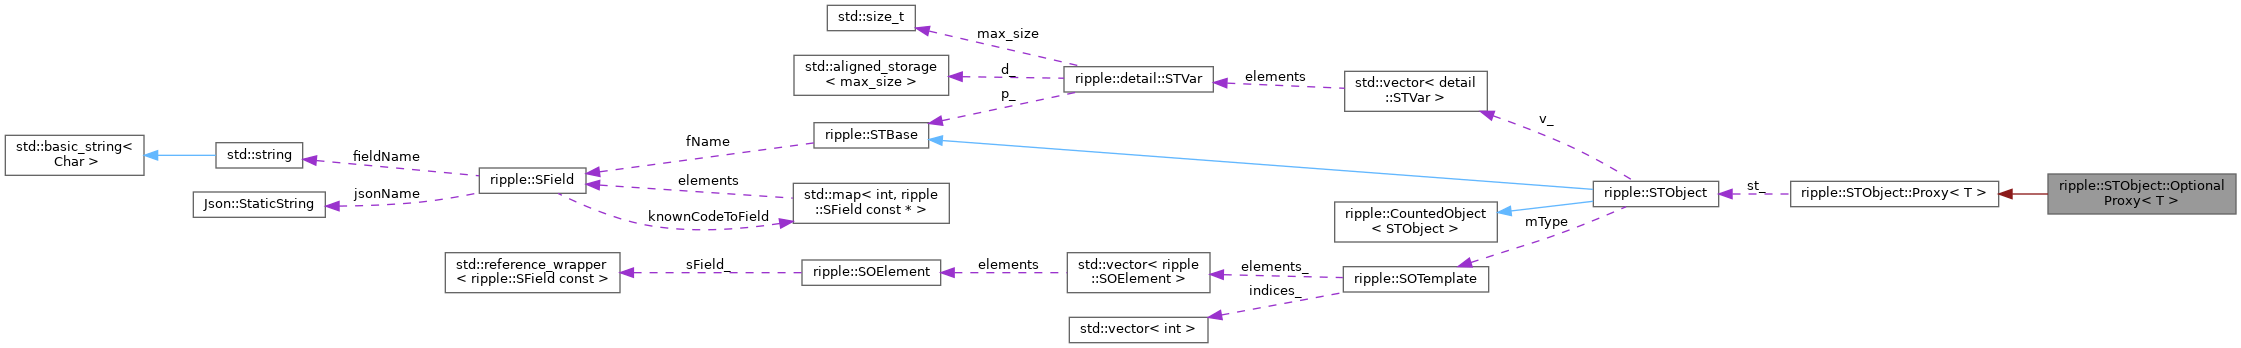 std::size_t
max_size
std::aligned_storage
< max_size >
d_
ripple::detail::STVar
elements
std::vector< detail
::STVar >
p_
v_
ripple::STBase
std::basic_string<
Char >
std::string
fieldName
fName
ripple::SField
elements
std::map< int, ripple
::SField const * >
knownCodeToField
jsonName
Json::StaticString
ripple::STObject
st_
ripple::STObject::Proxy< T >
ripple::STObject::Optional
Proxy< T >
ripple::CountedObject
< STObject >
mType
std::reference_wrapper
< ripple::SField const >
sField_
ripple::SOElement
elements
std::vector< ripple
::SOElement >
elements_
indices_
ripple::SOTemplate
std::vector< int >